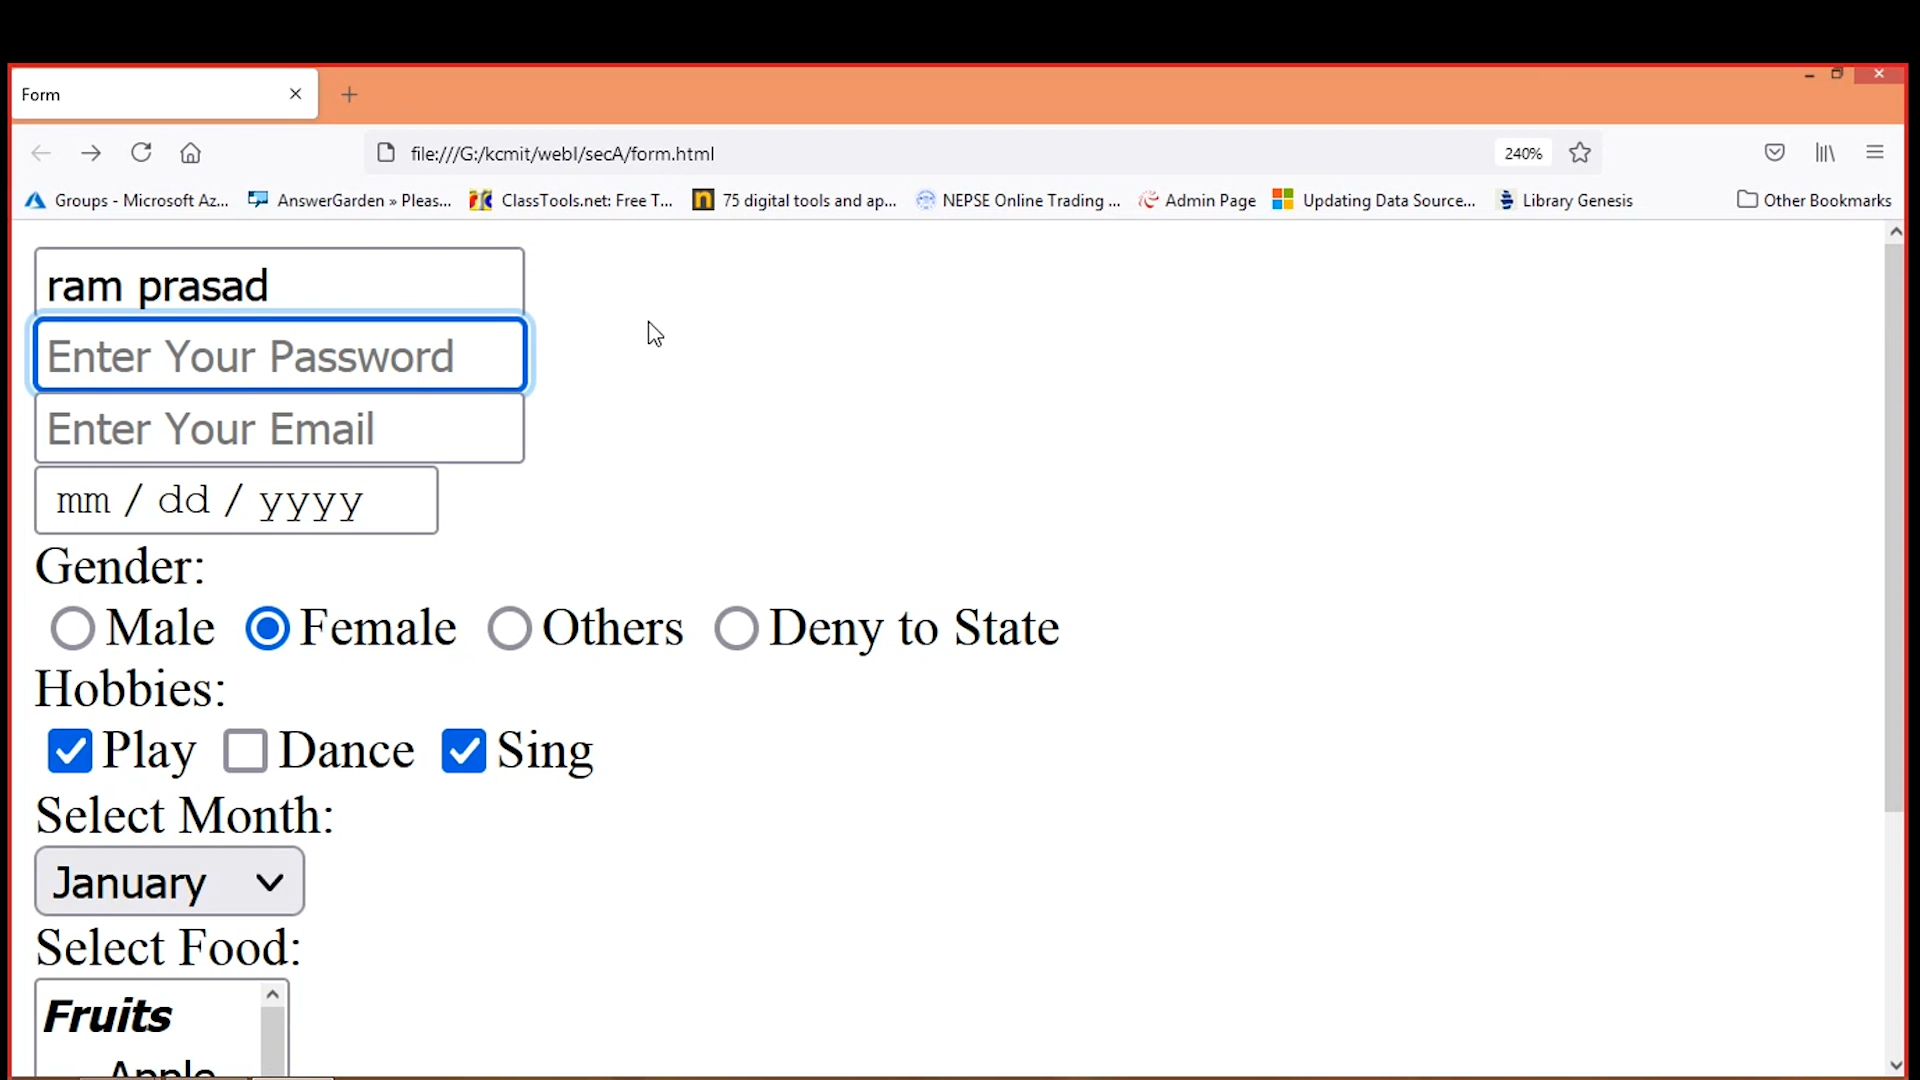 Form
file:///G:/kcmit/webI/secA/form.html
240%
Groups - Microsoft Az...
AnswerGarden » Pleas...
ClassTools.net: Free T...
75 digital tools and ap...
NEPSE Online Trading ...
Admin Page
Updating Data Source...
Library Genesis
Other Bookmarks
ram prasad
Enter Your Password
Enter Your Email
mm / dd / yyyy
Gender:
Male Female Others Deny to State
Hobbies:
Play Dance Sing
Select Month:
January
Select Food:
Fruits
Apple